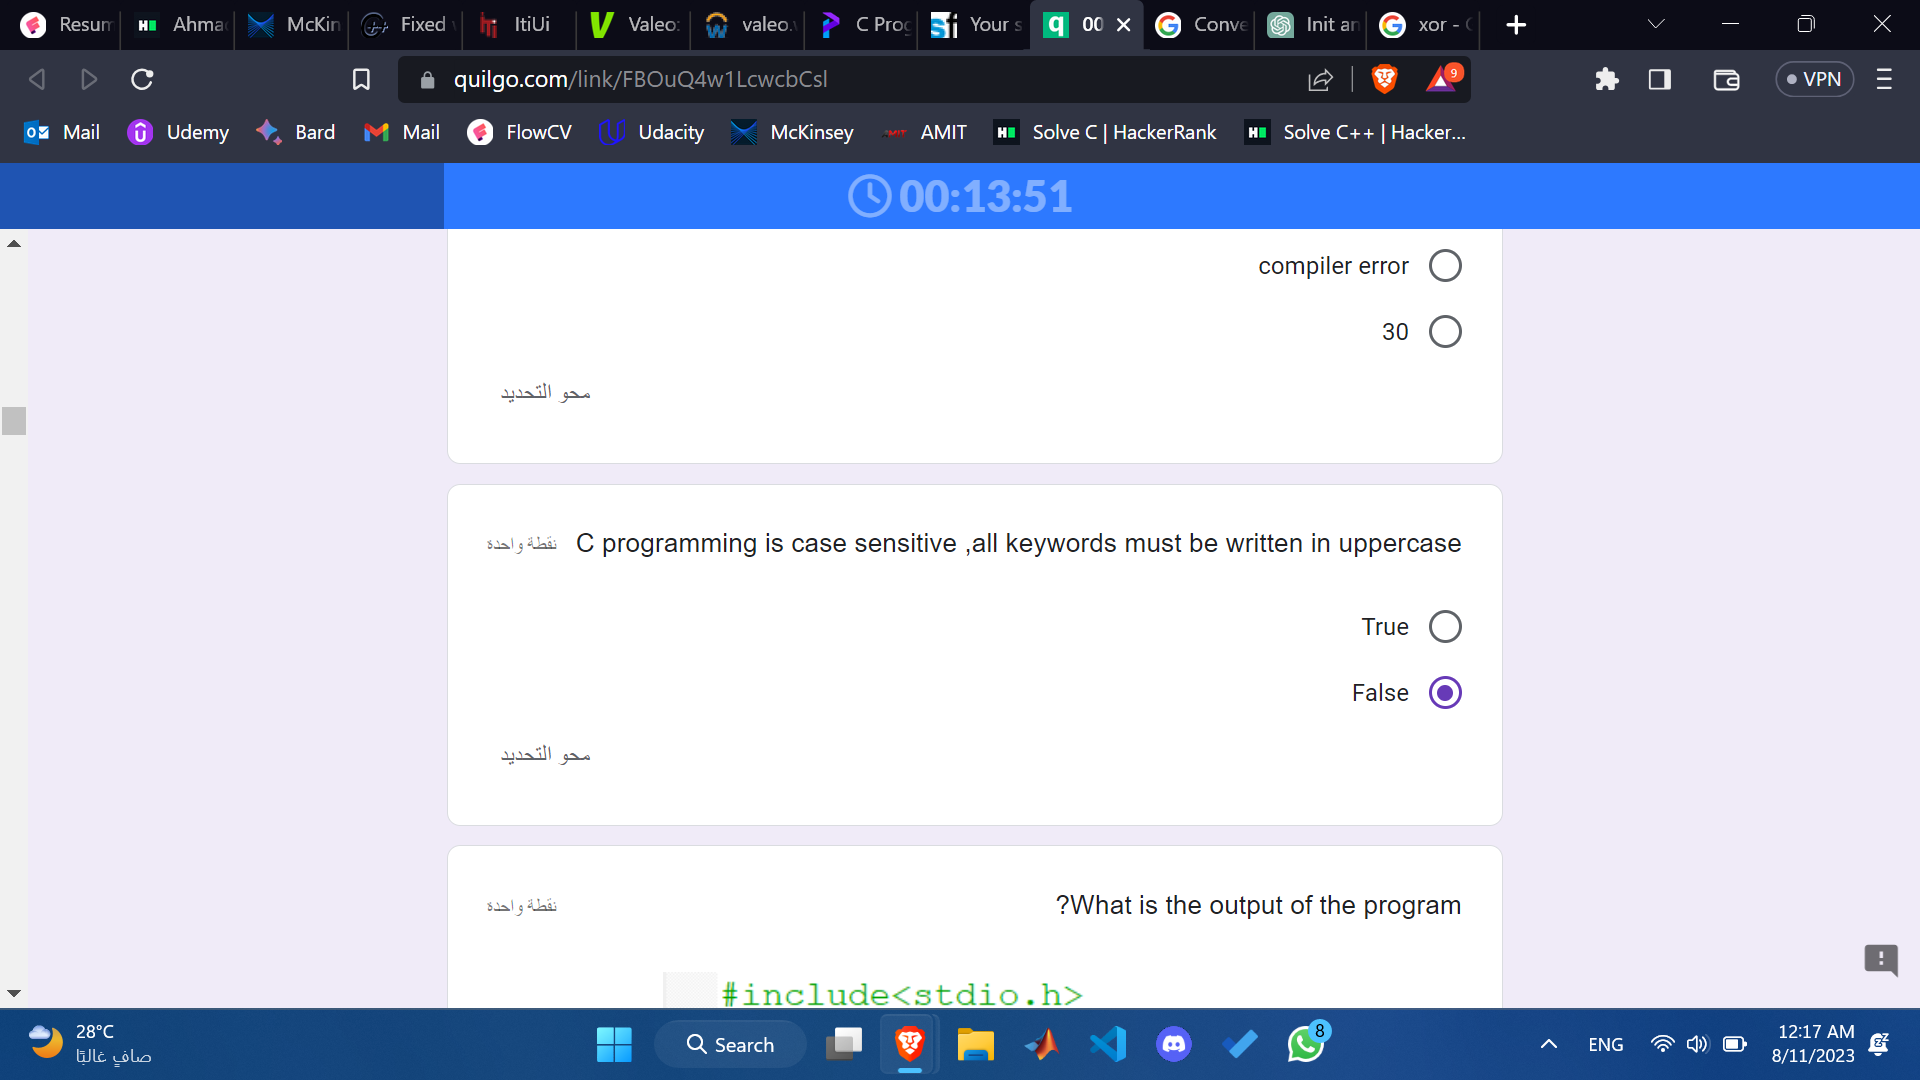 Resum
Ahma
McKin
Fixed
ItiUi
Valeo:
valeo.
C Prog
Your s
00
Conve
Init an
xor -
quilgo.com/link/FBOuQ4w1LcwcbCsl
9
VPN
Mail
Udemy
Bard
Mail
FlowCV
Udacity
McKinsey
AMIT
Solve C | HackerRank
Solve C++ | Hacker...
00:13:51
compiler error
30
محو التحديد
C programming is case sensitive ,all keywords must be written in uppercase
نقطة واحدة
True
False
محو التحديد
?What is the output of the program
نقطة واحدة
#include<stdio.h>
28°C
صافٍ غالبًا
Search
8
ENG
12:17 AM
8/11/2023